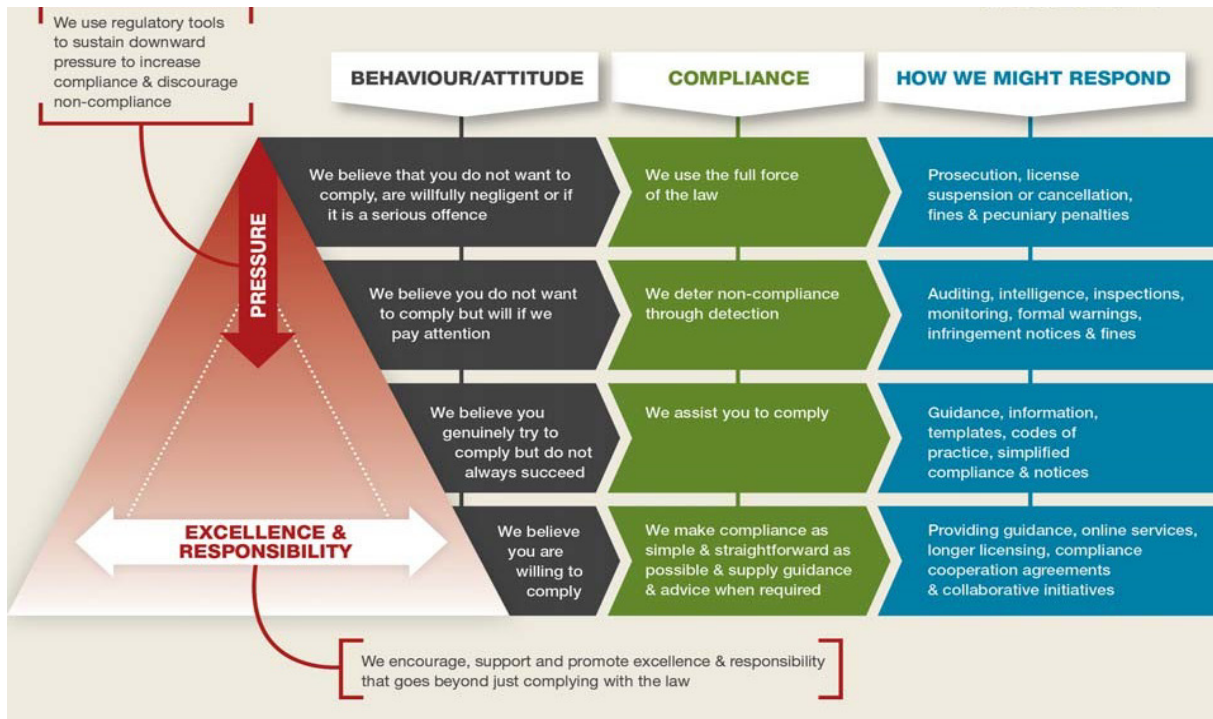 We use regulatory tools
to sustain downward
pressure to increase
compliance & discourage
non-compliance
BEHAVIOUR/ATTITUDE
COMPLIANCE
HOW WE MIGHT RESPOND
We believe that you do not want to
comply, are willfully negligent or if
it is a serious offence
We use the full force
of the law
Prosecution, license
suspension or cancellation,
fines & pecuniary penalties
PRESSURE
We believe you do not want
to comply but will if we
pay attention
We deter non-compliance
through detection
Auditing, intelligence, inspections,
monitoring, formal warnings,
infringement notices & fines
We believe you
genuinely try to
comply but do not
always succeed
We assist you to comply
Guidance, information,
templates, codes of
practice, simplified
compliance & notices
EXCELLENCE &
RESPONSIBILITY
We believe
you are
willing to
comply
We make compliance as
simple & straightforward as
possible & supply guidance
& advice when required
Providing guidance, online services,
longer licensing, compliance
cooperation agreements
& collaborative initiatives
We encourage, support and promote excellence & responsibility
that goes beyond just complying with the law